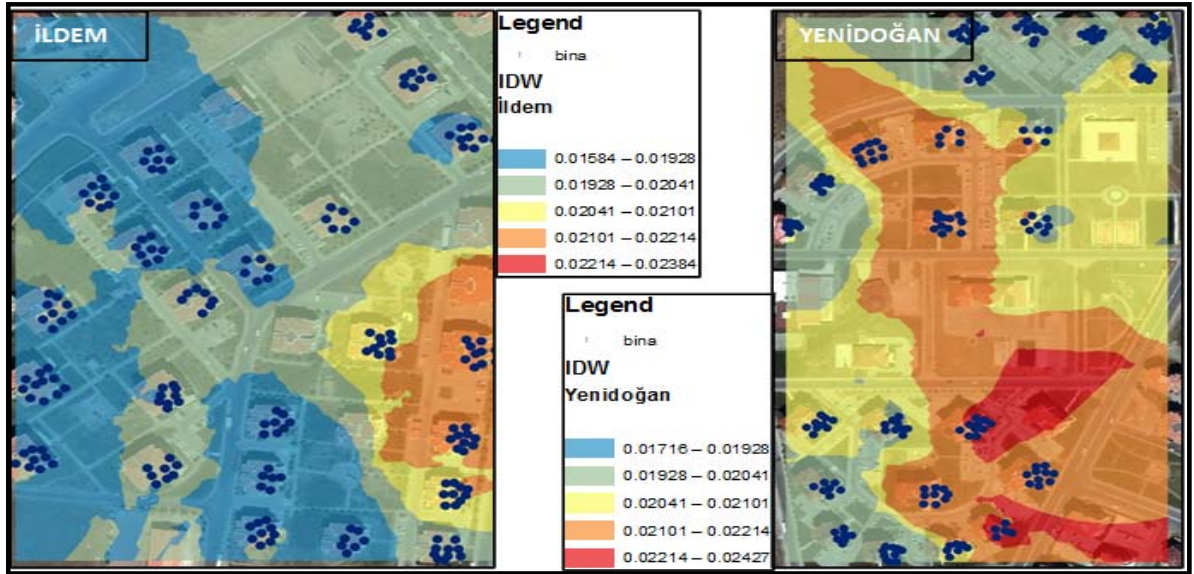 İLDEM
Legend
bina
IDW
İldem
0.01584 – 0.01928
0.01928 – 0.02041
0.02041 – 0.02101
0.02101 – 0.02214
0.02214 – 0.02384
Legend
bina
IDW
Yenidoğan
0.01716 – 0.01928
0.01928 – 0.02041
0.02041 – 0.02101
0.02101 – 0.02214
0.02214 – 0.02427
YENİDOĞAN